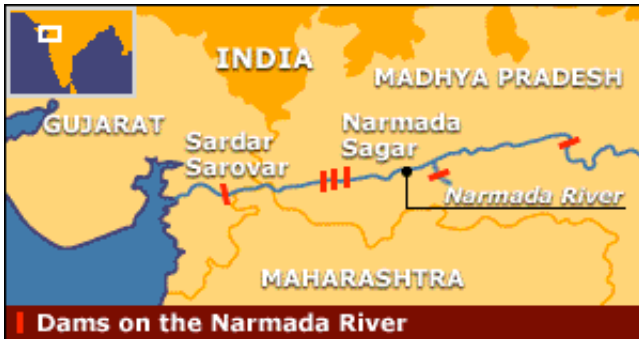 INDIA
MADHYA PRADESH
GUJARAT
Sardar
Sarovar
Narmada
Sagar
Narmada River
MAHARASHTRA
Dams on the Narmada River